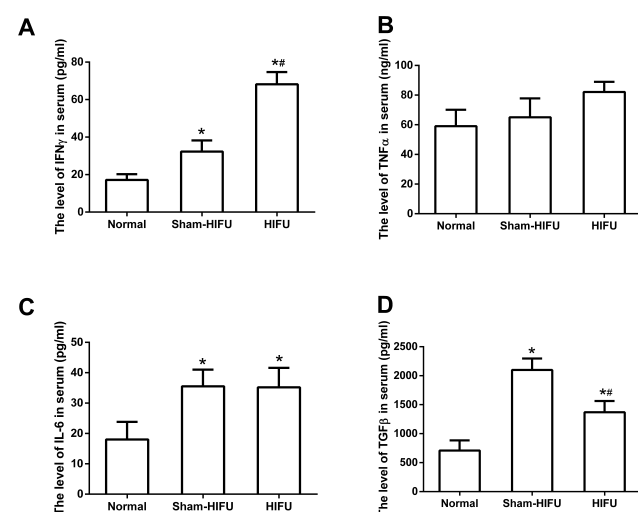 A
The level of IFNγ in serum (pg/ml)
80
60
40
20
0
*
*#
Normal
Sham-HIFU
HIFU
B
The level of TNFα in serum (ng/ml)
100
80
60
40
20
0
Normal
Sham-HIFU
HIFU
C
The level of IL-6 in serum (pg/ml)
50
40
30
20
10
0
*
*
Normal
Sham-HIFU
HIFU
D
The level of TGFβ in serum (pg/ml)
2500
2000
1500
1000
500
0
*
*#
Normal
Sham-HIFU
HIFU